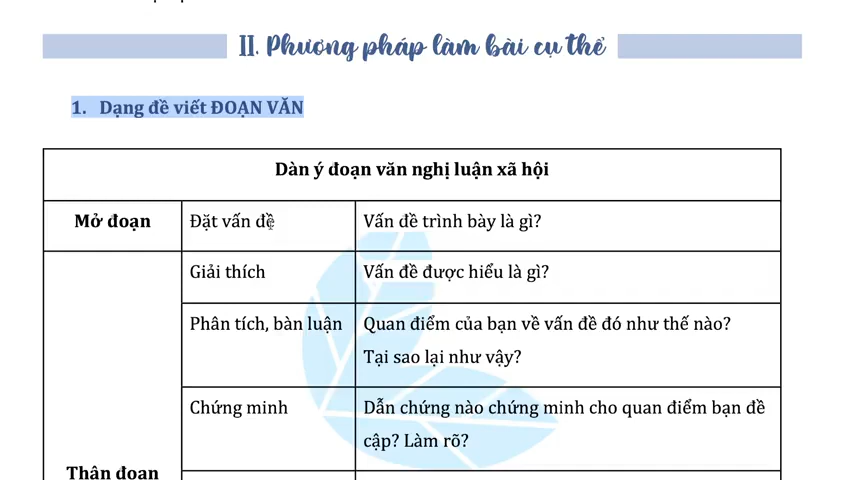 II. Phương pháp làm bài cụ thể
1. Dạng đề viết ĐOẠN VĂN
Dàn ý đoạn văn nghị luận xã hội
Mở đoạn
Đặt vấn đề
Vấn đề trình bày là gì?
Giải thích
Vấn đề được hiểu là gì?
Phân tích, bàn luận
Quan điểm của bạn về vấn đề đó như thế nào?
Tại sao lại như vậy?
Chứng minh
Dẫn chứng nào chứng minh cho quan điểm bạn đề
cập? Làm rõ?
Thân đoạn